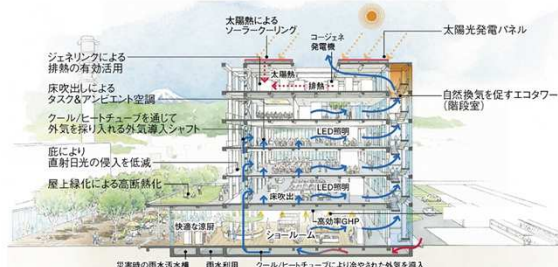 太陽熱による
ソーラークーリング
コージェネ
発電機
太陽光発電パネル
ジェネリンクによる
排熱の有効活用
太陽熱
排熱
床吹出しによる
タスク&アンビエント空調
自然換気を促すエコタワー
(階段室)
クール/ヒートチューブを通じて
外気を採り入れる外気導入シャフト
LED照明
庇により
直射日光の侵入を低減
LED照明
屋上緑化による高断熱化
床吹出
高効率GHP
快適な涼厨
ショールーム
災害時の雨水汚水槽
雨水利用
クール/ヒートチューブにより冷やされた外気を導入